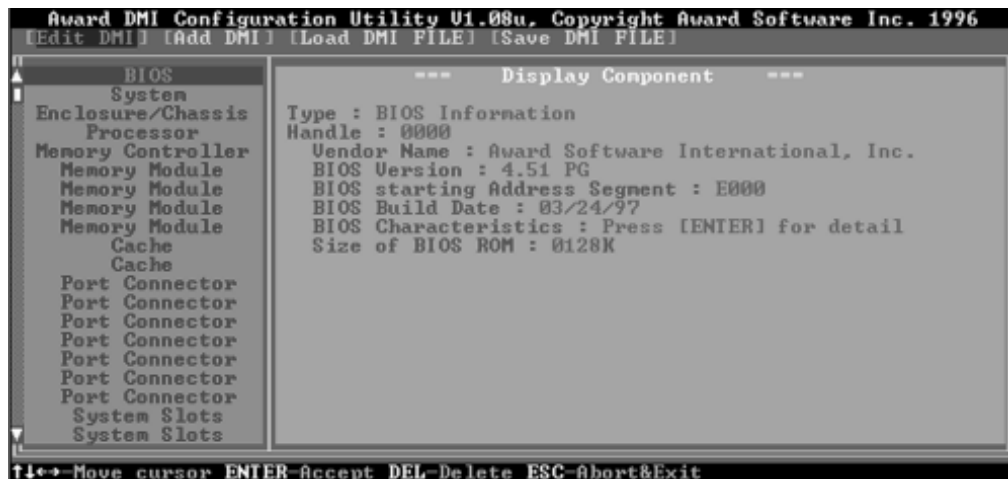 Award DMI Configuration Utility V1.08u, Copyright Award Software Inc. 1996
[Edit DMI] [Add DMI] [Load DMI FILE] [Save DMI FILE]
BIOS
System
Enclosure/Chassis
Processor
Memory Controller
Memory Module
Memory Module
Memory Module
Memory Module
Cache
Cache
Port Connector
Port Connector
Port Connector
Port Connector
Port Connector
Port Connector
Port Connector
System Slots
System Slots
=== Display Component ===
Type : BIOS Information
Handle : 0000
Vendor Name : Award Software International, Inc.
BIOS Version : 4.51 PG
BIOS starting Address Segment : E000
BIOS Build Date : 03/24/97
BIOS Characteristics : Press [ENTER] for detail
Size of BIOS ROM : 0128K
↑↓←→-Move cursor ENTER-Accept DEL-Delete ESC-Abort&Exit